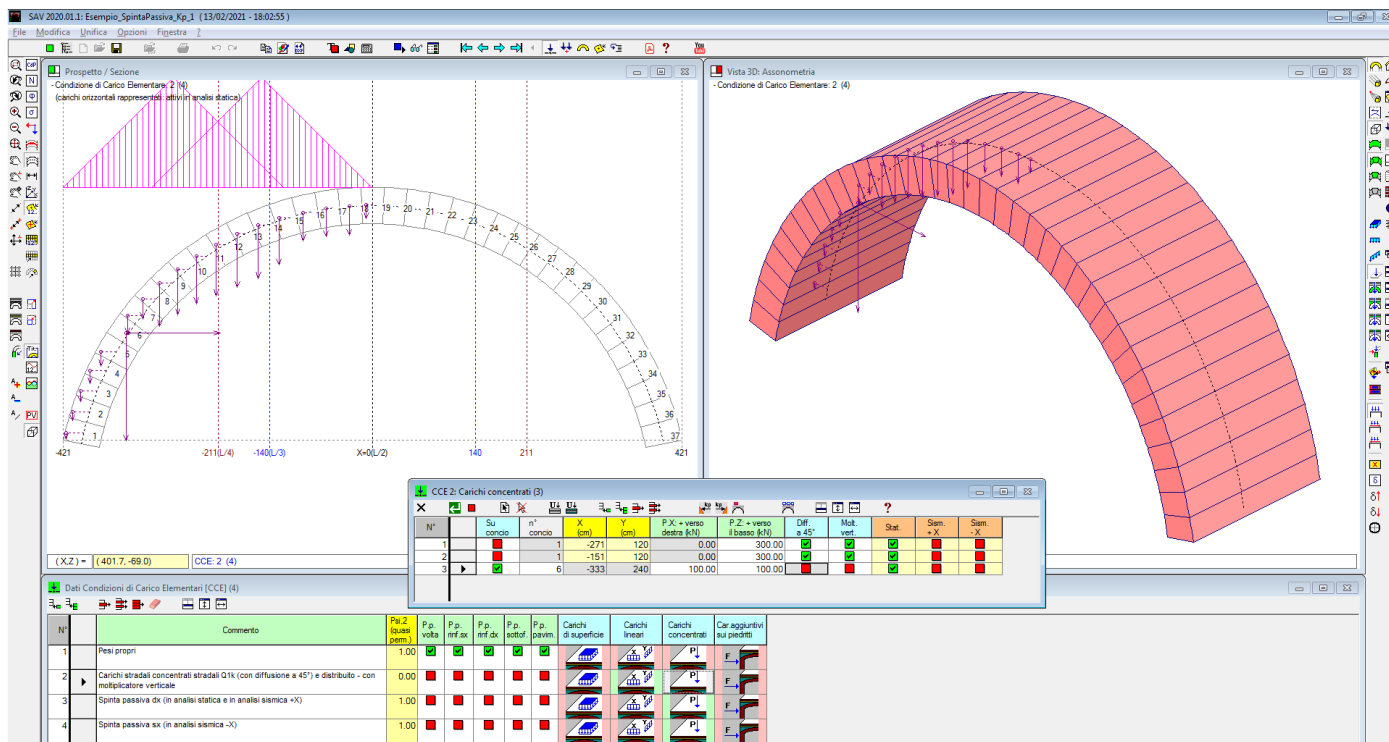 SAV 2020.01.1: Esempio_SpintaPassiva_Kp_1 ( 13/02/2021 - 18:02:55 )
File Modifica Unifica Opzioni Finestra ?
Prospetto / Sezione
- Condizione di Carico Elementare: 2 (4)
(carichi orizzontali rappresentati: attivi in analisi statica)
1 2 3 4 5 6 7 8 9 10 11 12 13 14 15 16 17 18 19 20 21 22 23 24 25 26 27 28 29 30 31 32 33 34 35 36 37
-421 -211(L/4) -140(L/3) X=0(L/2) 140 211 421
(X,Z) = ( 401.7, -69.0) CCE: 2 (4)
Vista 3D: Assonometria
- Condizione di Carico Elementare: 2 (4)
CCE 2: Carichi concentrati (3)
N° Su concio n° concio X (cm) Y (cm) P.X: + verso destra (kN) P.Z: + verso il basso (kN) Diff. a 45° Molt. vert. Stat. Sism. + X Sism. - X
1 1 -271 120 0.00 300.00
2 1 -151 120 0.00 300.00
3 6 -333 240 100.00 100.00
Dati Condizioni di Carico Elementari [CCE] (4)
N° Commento Psi,2 (quasi perm.) P.p. volta P.p. rinf.sx P.p. rinf.dx P.p. sottof. P.p. pavim. Carichi di superficie Carichi lineari Carichi concentrati Car.aggiuntivi sui piedritti
1 Pesi propri 1.00
2 Carichi stradali concentrati stradali Q1k (con diffusione a 45°) e distribuito - con moltiplicatore verticale 0.00
3 Spinta passiva dx (in analisi statica e in analisi sismica +X) 1.00
4 Spinta passiva sx (in analisi sismica -X) 1.00